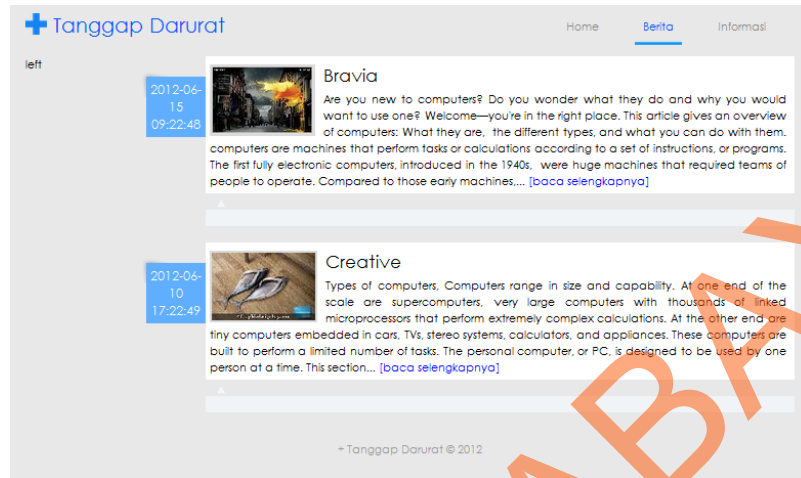 Tanggap Darurat
Home Berita Informasi
left
2012-06-
15
09:22:48
Bravia
Are you new to computers? Do you wonder what they do and why you would
want to use one? Welcome—you're in the right place. This article gives an overview
of computers: What they are, the different types, and what you can do with them.
computers are machines that perform tasks or calculations according to a set of instructions, or programs.
The first fully electronic computers, introduced in the 1940s, were huge machines that required teams of
people to operate. Compared to those early machines,... [baca selengkapnya]
2012-06-
10
17:22:49
Creative
Types of computers, Computers range in size and capability. At one end of the
scale are supercomputers, very large computers with thousands of linked
microprocessors that perform extremely complex calculations. At the other end are
tiny computers embedded in cars, TVs, stereo systems, calculators, and appliances. These computers are
built to perform a limited number of tasks. The personal computer, or PC, is designed to be used by one
person at a time. This section... [baca selengkapnya]
+ Tanggap Darurat © 2012
ABA